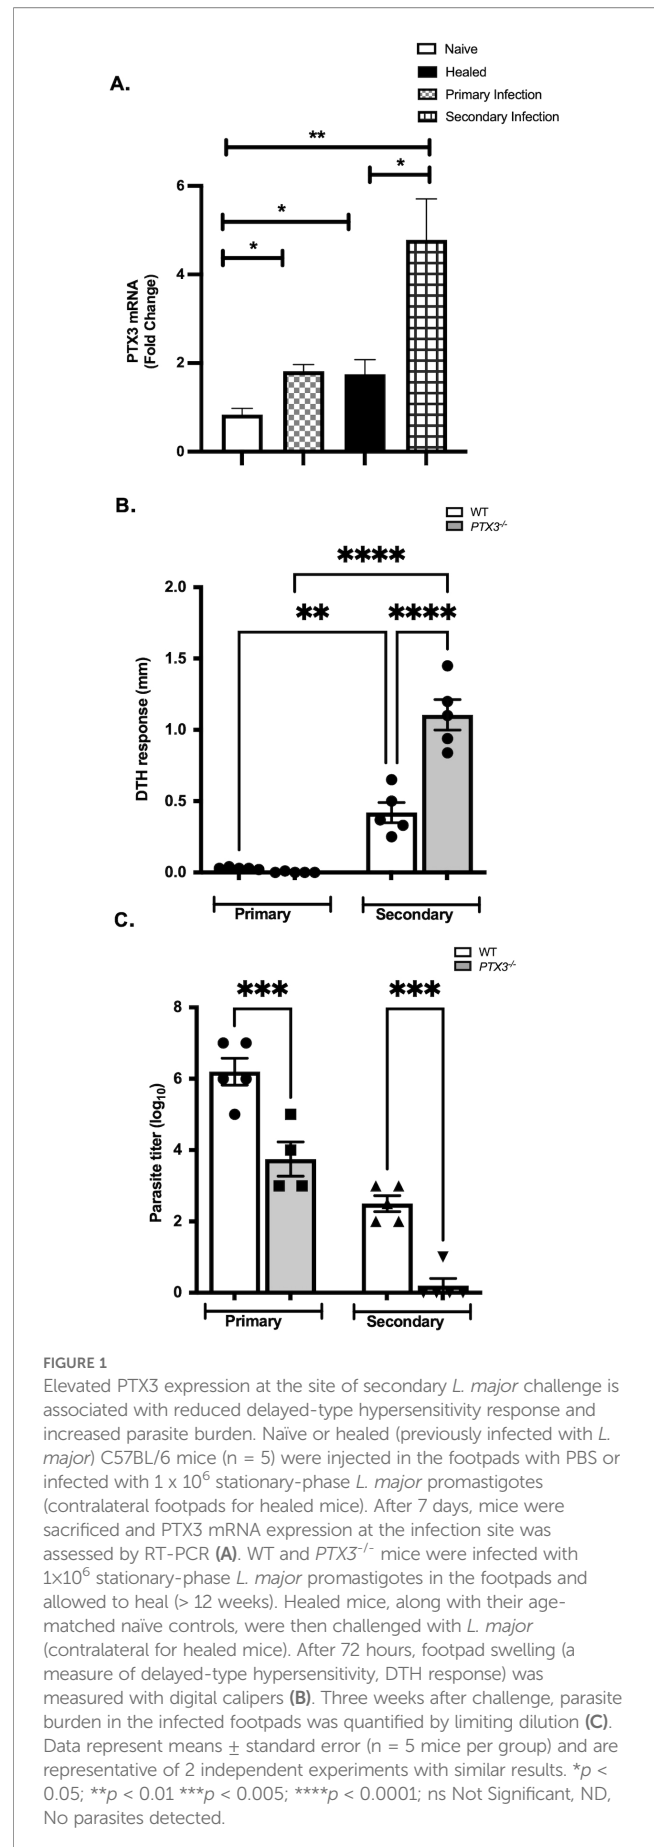 Naive
A.
Healed
Primary Infection
Secondary Infection
**
*
6
*
*
4
PTX3 mRNA
(Fold Change)
2
0
B.
WT
PTX3-/-
****
2.0
** ****
1.5
DTH response (mm)
1.0
0.5
0.0
Primary Secondary
C.
WT
PTX3-/-
*** ***
8
6
Parasite titer (log10)
4
2
0
Primary Secondary
FIGURE 1
Elevated PTX3 expression at the site of secondary L. major challenge is
associated with reduced delayed-type hypersensitivity response and
increased parasite burden. Naïve or healed (previously infected with L.
major) C57BL/6 mice (n = 5) were injected in the footpads with PBS or
infected with 1 x 10⁶ stationary-phase L. major promastigotes
(contralateral footpads for healed mice). After 7 days, mice were
sacrificed and PTX3 mRNA expression at the infection site was
assessed by RT-PCR (A). WT and PTX3-/- mice were infected with
1×10⁶ stationary-phase L. major promastigotes in the footpads and
allowed to heal (> 12 weeks). Healed mice, along with their age-
matched naïve controls, were then challenged with L. major
(contralateral for healed mice). After 72 hours, footpad swelling (a
measure of delayed-type hypersensitivity, DTH response) was
measured with digital calipers (B). Three weeks after challenge, parasite
burden in the infected footpads was quantified by limiting dilution (C).
Data represent means ± standard error (n = 5 mice per group) and are
representative of 2 independent experiments with similar results. *p <
0.05; **p < 0.01 ***p < 0.005; ****p < 0.0001; ns Not Significant, ND,
No parasites detected.